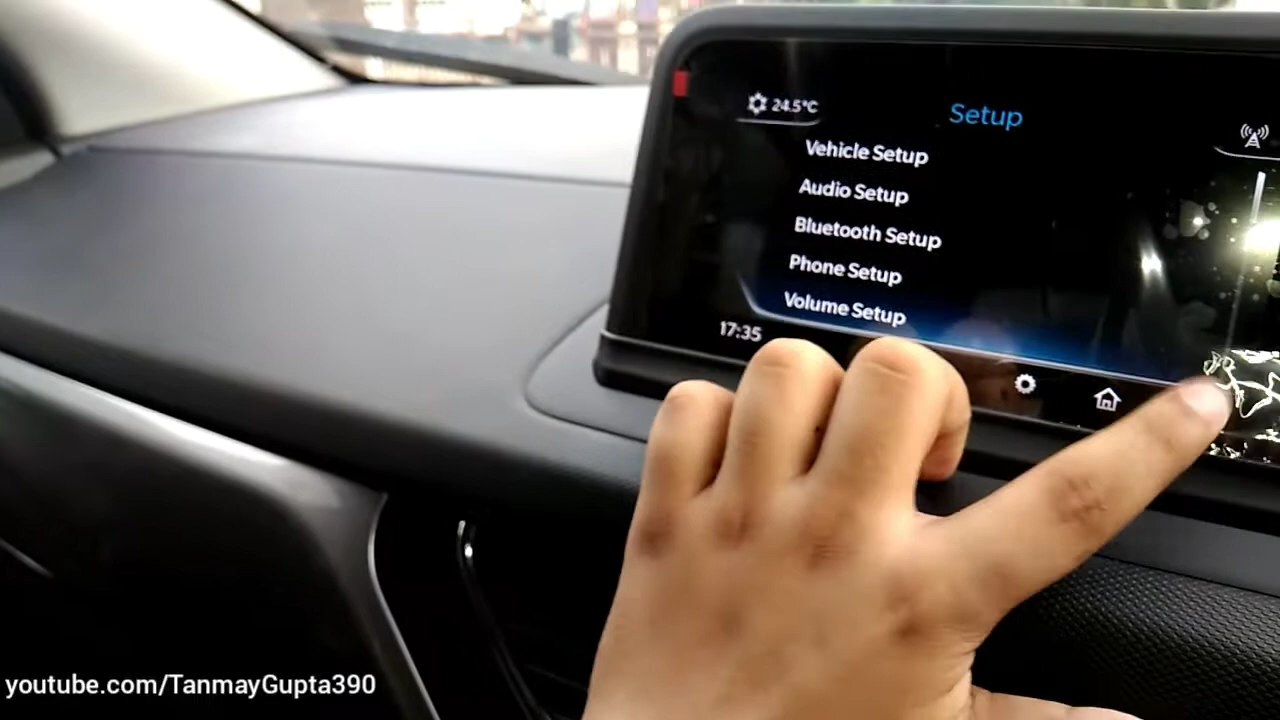 24.5°C
Setup
Vehicle Setup
Audio Setup
Bluetooth Setup
Phone Setup
Volume Setup
17:35
youtube.com/TanmayGupta390